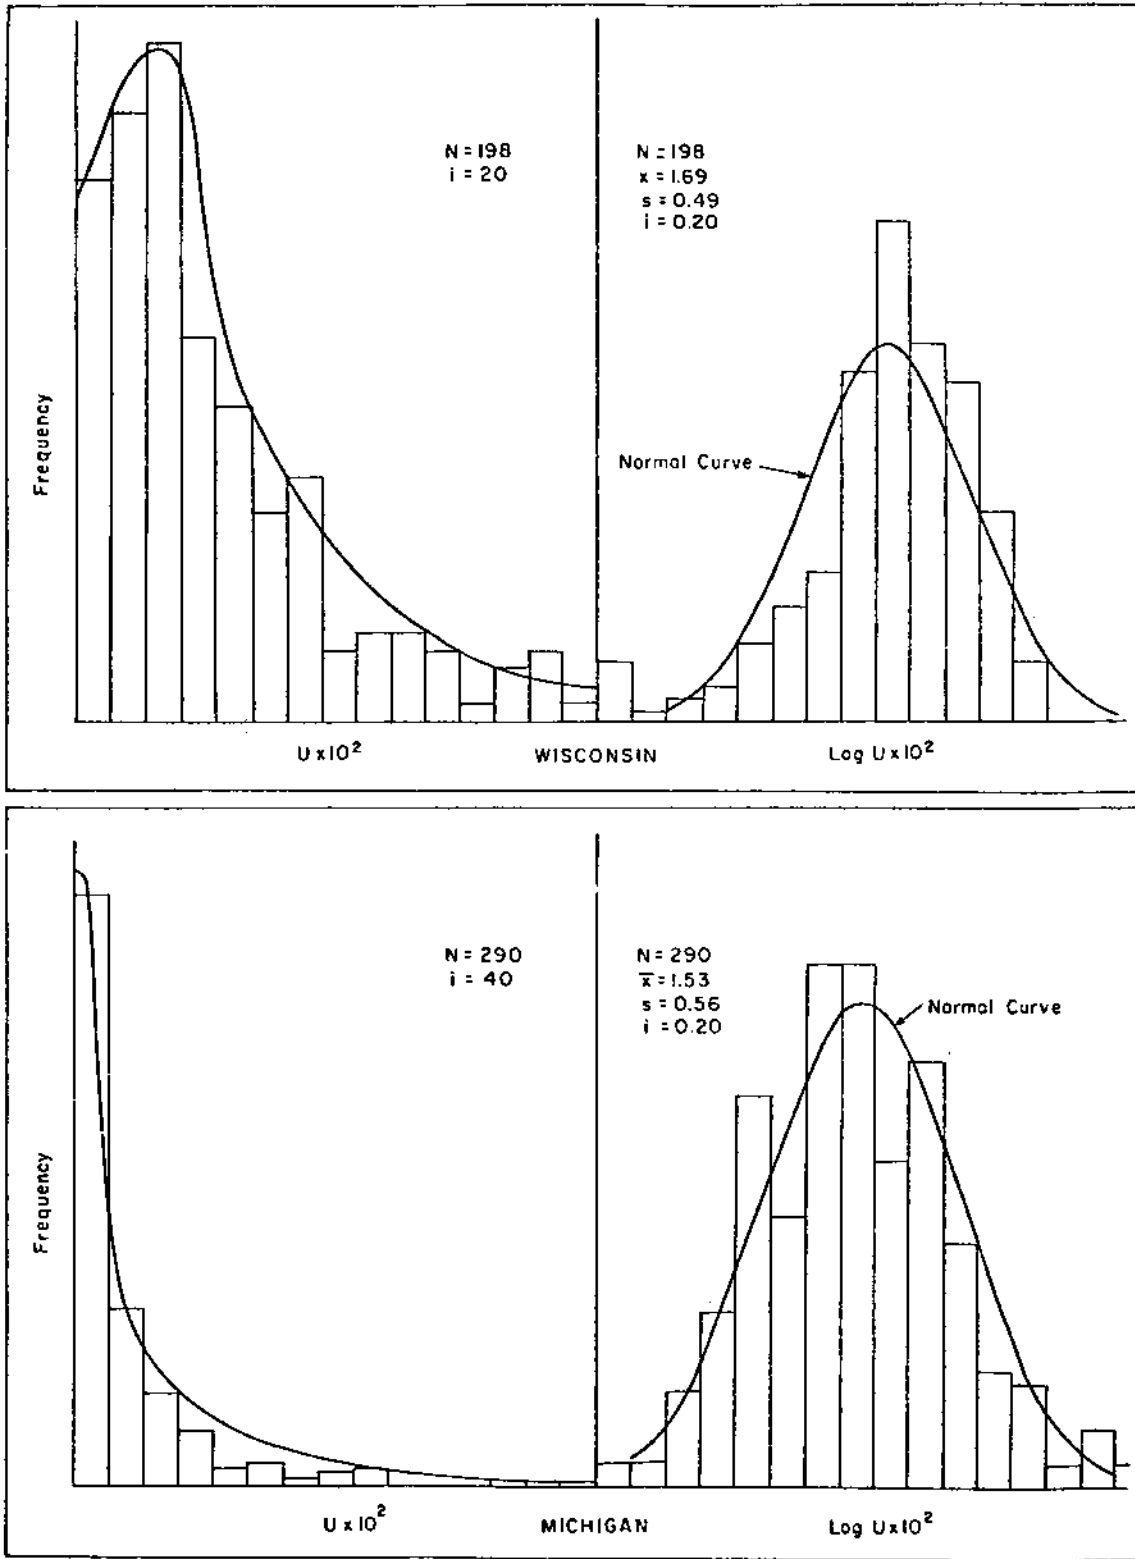 N = 198
i = 20
N = 198
x = 1.69
s = 0.49
i = 0.20
Frequency
Normal Curve
U x 10²
WISCONSIN
Log U x 10²
N = 290
i = 40
N = 290
x̄ = 1.53
s = 0.56
i = 0.20
Normal Curve
Frequency
U x 10²
MICHIGAN
Log U x 10²